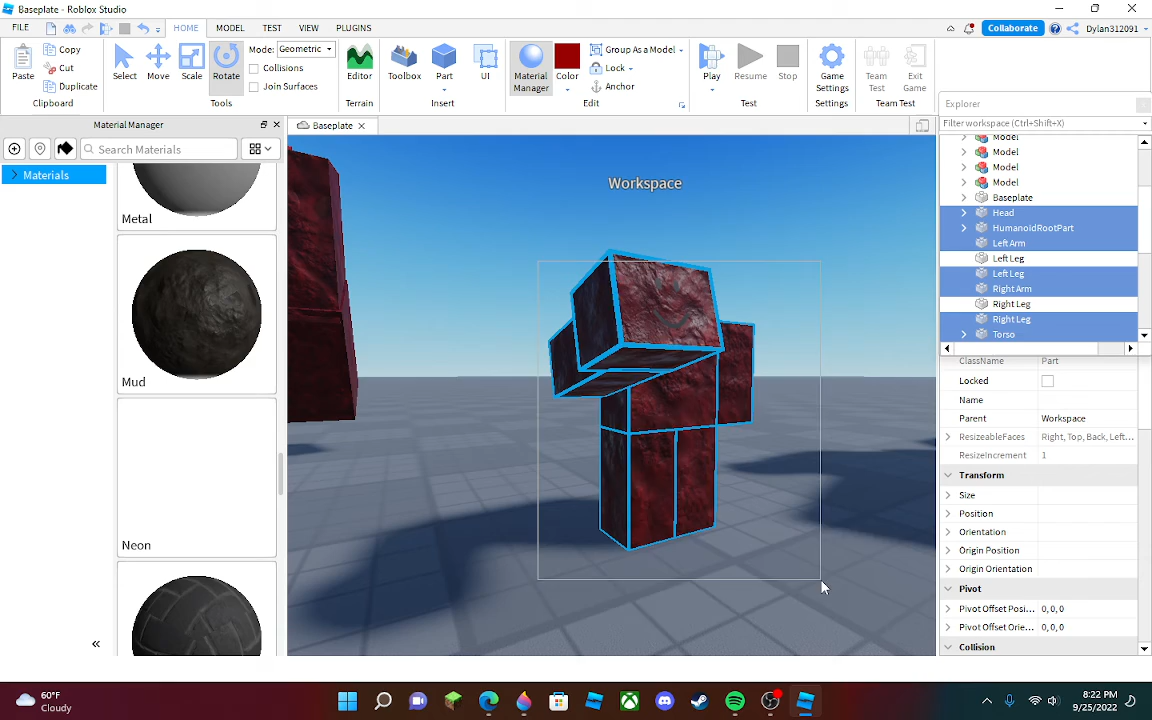 Baseplate - Roblox Studio
FILE HOME MODEL TEST VIEW PLUGINS Collaborate Dylan312091
Paste Copy Cut Duplicate Clipboard
Select Move Scale Rotate Mode: Geometric Collisions Join Surfaces Tools
Editor Terrain
Toolbox Part UI Insert
Material Manager Color Group As a Model Lock Anchor Edit
Play Resume Stop Test
Game Settings Settings
Team Test Exit Game Team Test
Material Manager
Search Materials
Materials
Metal
Mud
Neon
Baseplate
Workspace
Explorer
Filter workspace (Ctrl+Shift+X)
Model
Model
Model
Model
Baseplate
Head
HumanoidRootPart
Left Arm
Left Leg
Left Leg
Right Arm
Right Leg
Right Leg
Torso
ClassName Part
Locked
Name
Parent Workspace
ResizeableFaces Right, Top, Back, Left...
ResizeIncrement 1
Transform
Size
Position
Orientation
Origin Position
Origin Orientation
Pivot
Pivot Offset Posi... 0,0,0
Pivot Offset Orie... 0,0,0
Collision
60°F
Cloudy
8:22 PM
9/25/2022